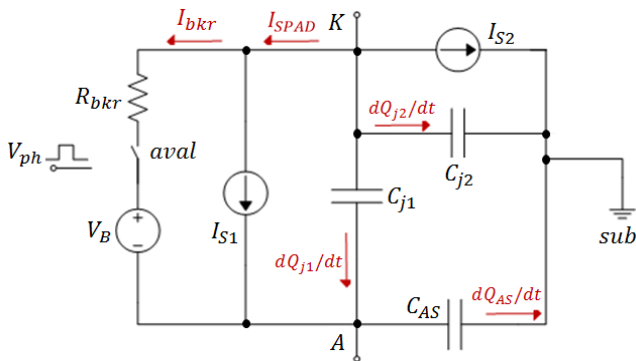 I_bkr
I_SPAD
K
I_S2
R_bkr
dQ_j2/dt
V_ph
aval
C_j2
C_j1
V_B
+
−
I_S1
sub
dQ_j1/dt
C_AS
dQ_AS/dt
A